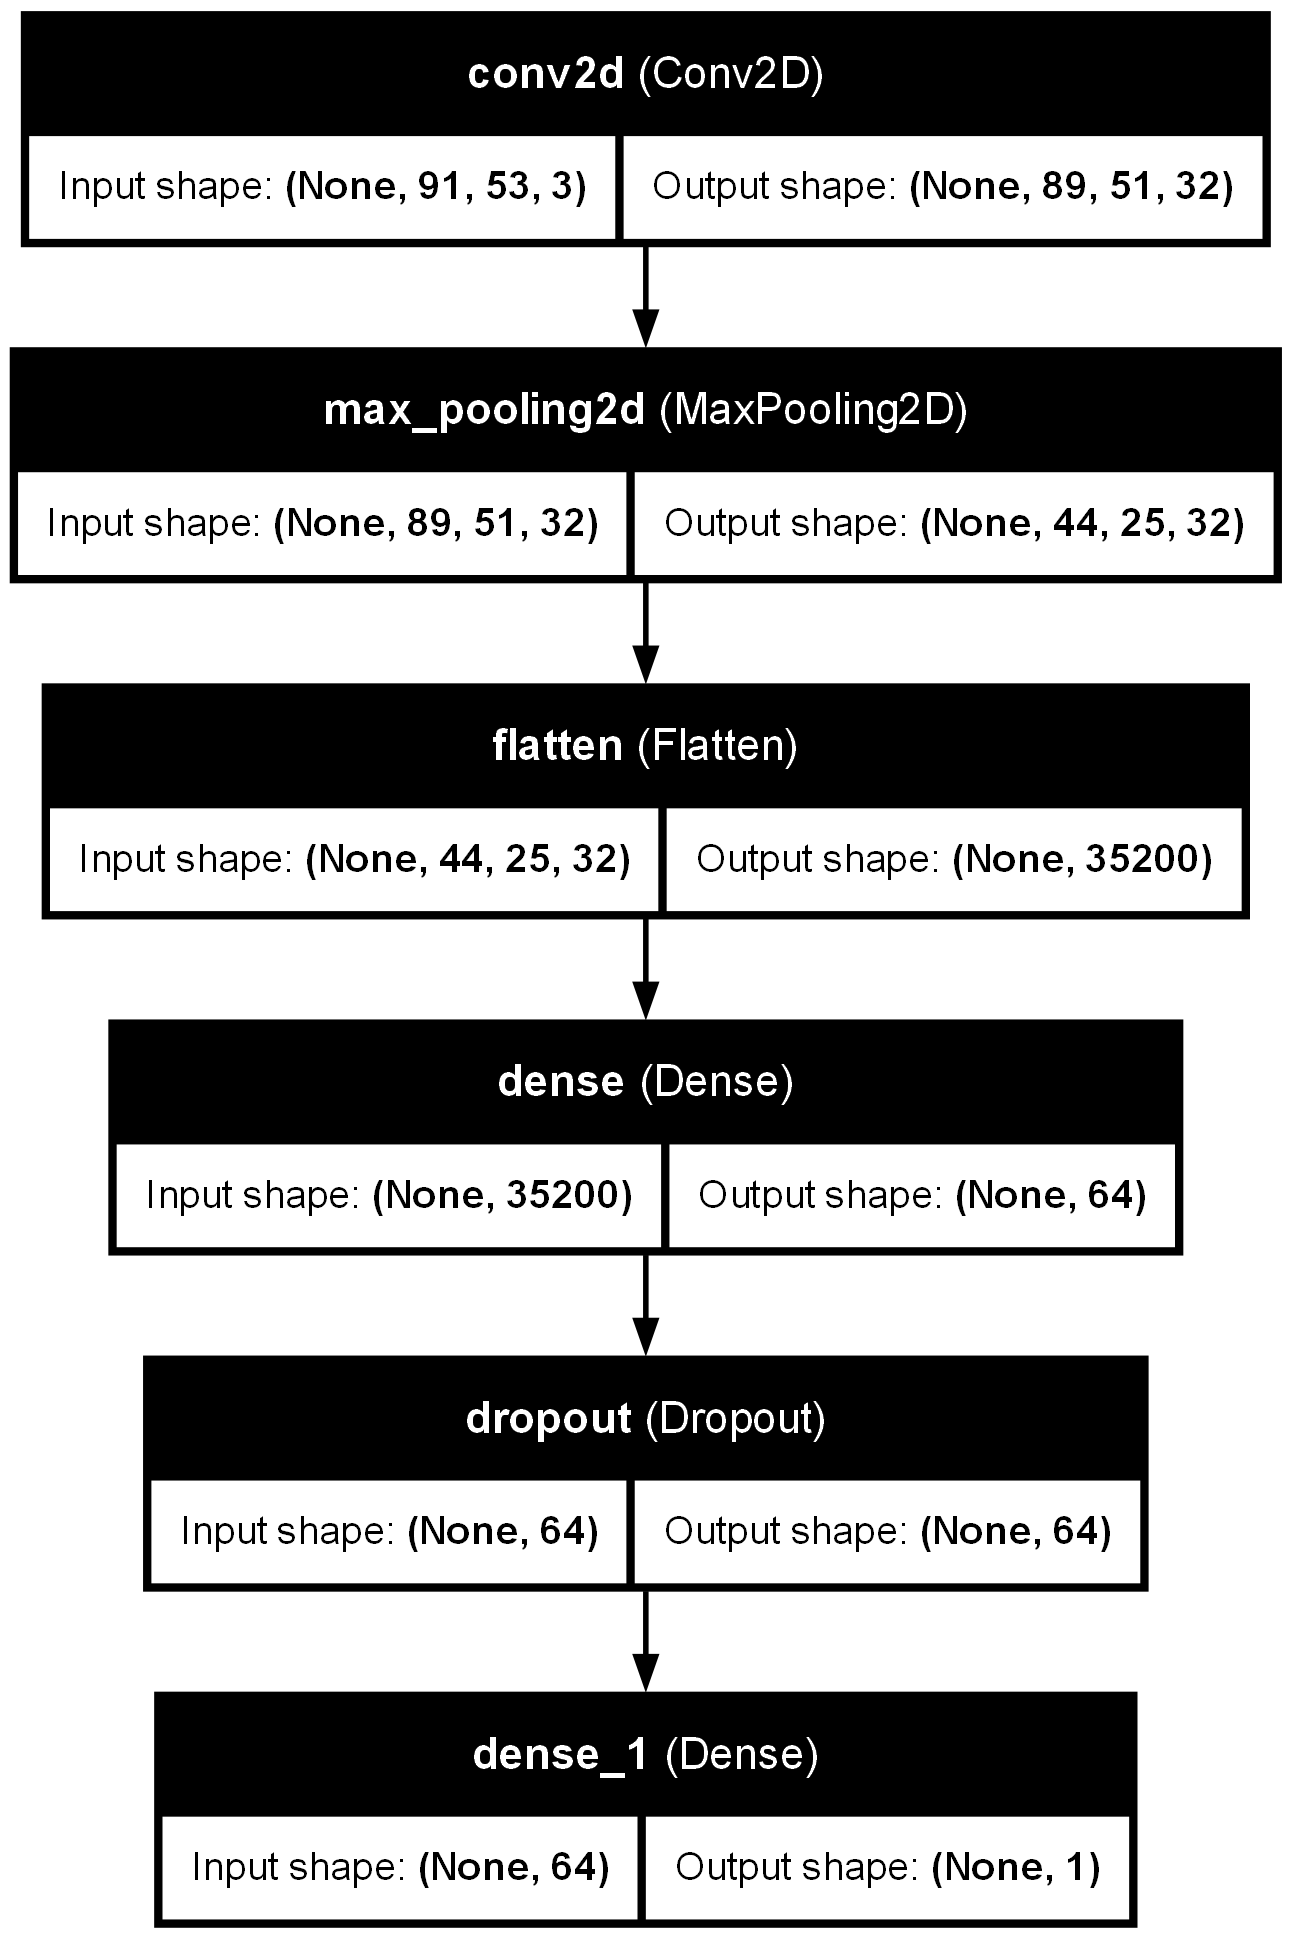 conv2d (Conv2D)
Input shape: (None, 91, 53, 3) Output shape: (None, 89, 51, 32)
max_pooling2d (MaxPooling2D)
Input shape: (None, 89, 51, 32) Output shape: (None, 44, 25, 32)
flatten (Flatten)
Input shape: (None, 44, 25, 32) Output shape: (None, 35200)
dense (Dense)
Input shape: (None, 35200) Output shape: (None, 64)
dropout (Dropout)
Input shape: (None, 64) Output shape: (None, 64)
dense_1 (Dense)
Input shape: (None, 64) Output shape: (None, 1)